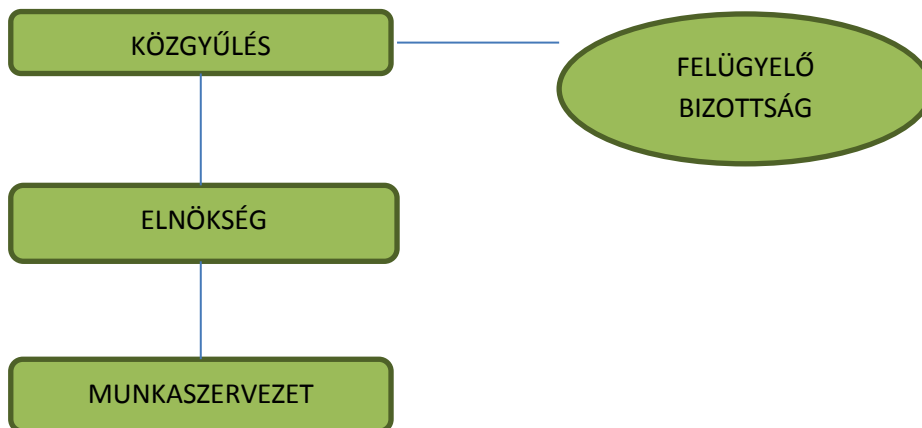 KÖZGYŰLÉS
FELÜGYELŐ
BIZOTTSÁG
ELNÖKSÉG
MUNKASZERVEZET